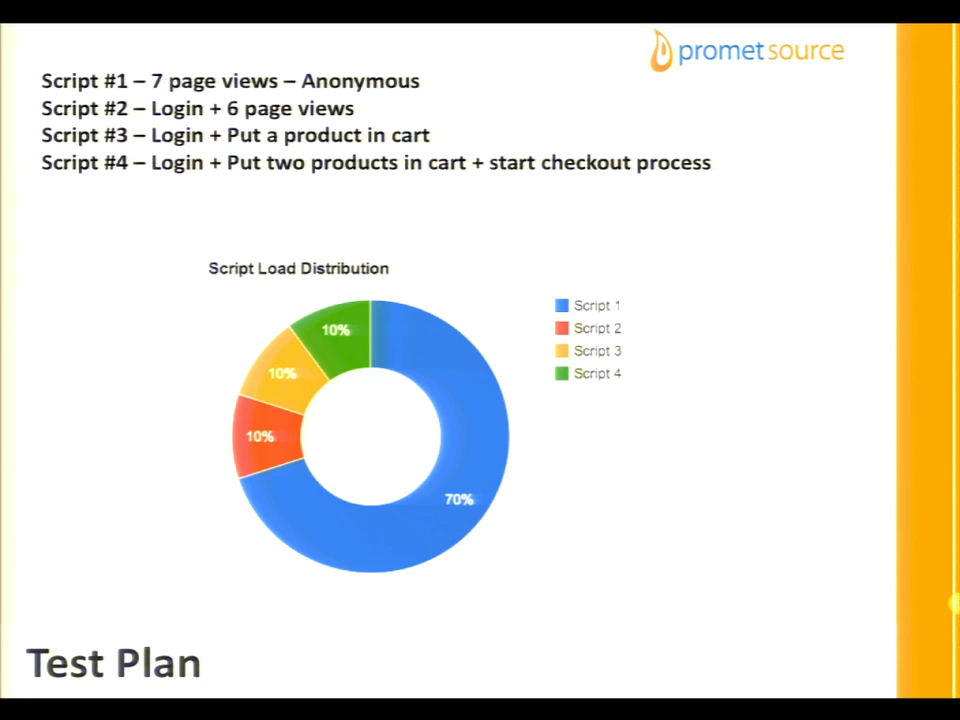 promet source
Script #1 – 7 page views – Anonymous
Script #2 – Login + 6 page views
Script #3 – Login + Put a product in cart
Script #4 – Login + Put two products in cart + start checkout process
Script Load Distribution
Script 1
Script 2
Script 3
Script 4
10%
10%
10%
70%
Test Plan